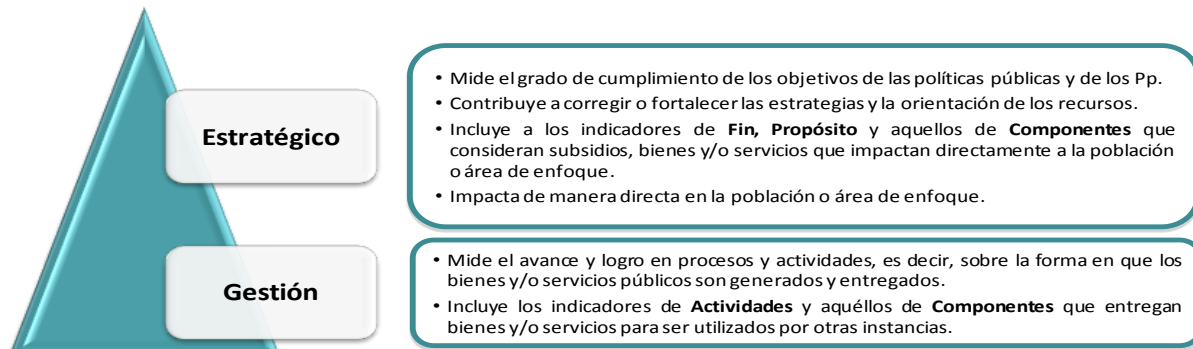 Estratégico
• Mide el grado de cumplimiento de los objetivos de las políticas públicas y de los Pp.
• Contribuye a corregir o fortalecer las estrategias y la orientación de los recursos.
• Incluye a los indicadores de Fin, Propósito y aquellos de Componentes que
consideran subsidios, bienes y/o servicios que impactan directamente a la población
o área de enfoque.
• Impacta de manera directa en la población o área de enfoque.
Gestión
• Mide el avance y logro en procesos y actividades, es decir, sobre la forma en que los
bienes y/o servicios públicos son generados y entregados.
• Incluye los indicadores de Actividades y aquéllos de Componentes que entregan
bienes y/o servicios para ser utilizados por otras instancias.